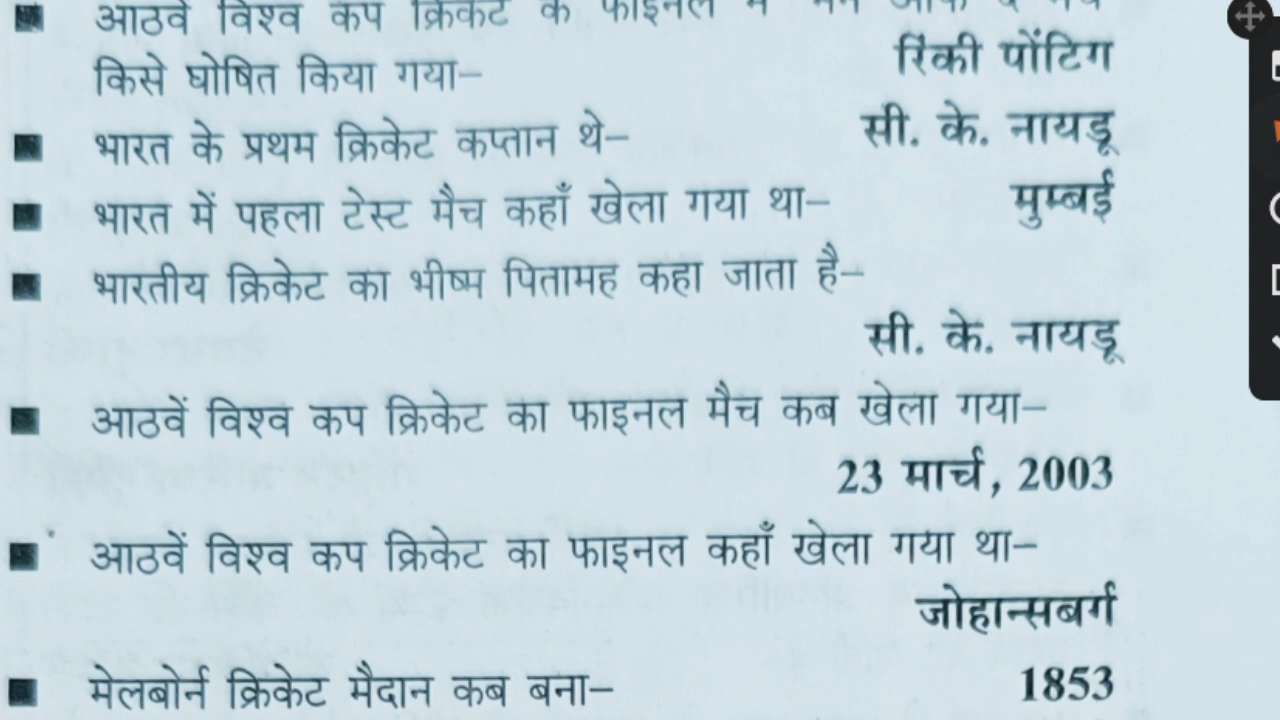 आठवें विश्व कप क्रिकेट के फाइनल में
किसे घोषित किया गया– रिंकी पोंटिग
भारत के प्रथम क्रिकेट कप्तान थे– सी. के. नायडू
भारत में पहला टेस्ट मैच कहाँ खेला गया था– मुम्बई
भारतीय क्रिकेट का भीष्म पितामह कहा जाता है–
सी. के. नायडू
आठवें विश्व कप क्रिकेट का फाइनल मैच कब खेला गया–
23 मार्च, 2003
आठवें विश्व कप क्रिकेट का फाइनल कहाँ खेला गया था–
जोहान्सबर्ग
मेलबोर्न क्रिकेट मैदान कब बना– 1853